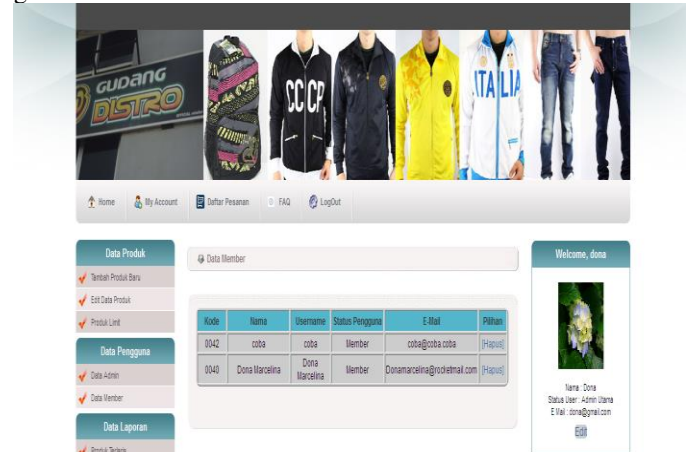 GUDANG
DISTRO
CCCP
ITALIA
Home
My Account
Daftar Pesanan
FAQ
LogOut
Data Produk
Tambah Produk Baru
Edit Data Produk
Produk Limit
Data Pengguna
Data Admin
Data Member
Data Laporan
Produk Terlaris
Data Member
Kode Nama Username Status Pengguna E-Mail Pilihan
0042 coba coba Member coba@coba.coba [Hapus]
0040 Dona Marcelina Dona Marcelina Member Donamarcelina@rocketmail.com [Hapus]
Welcome, dona
Nama : Dona
Status User : Admin Utama
E.Mail : dona@gmail.com
Edit